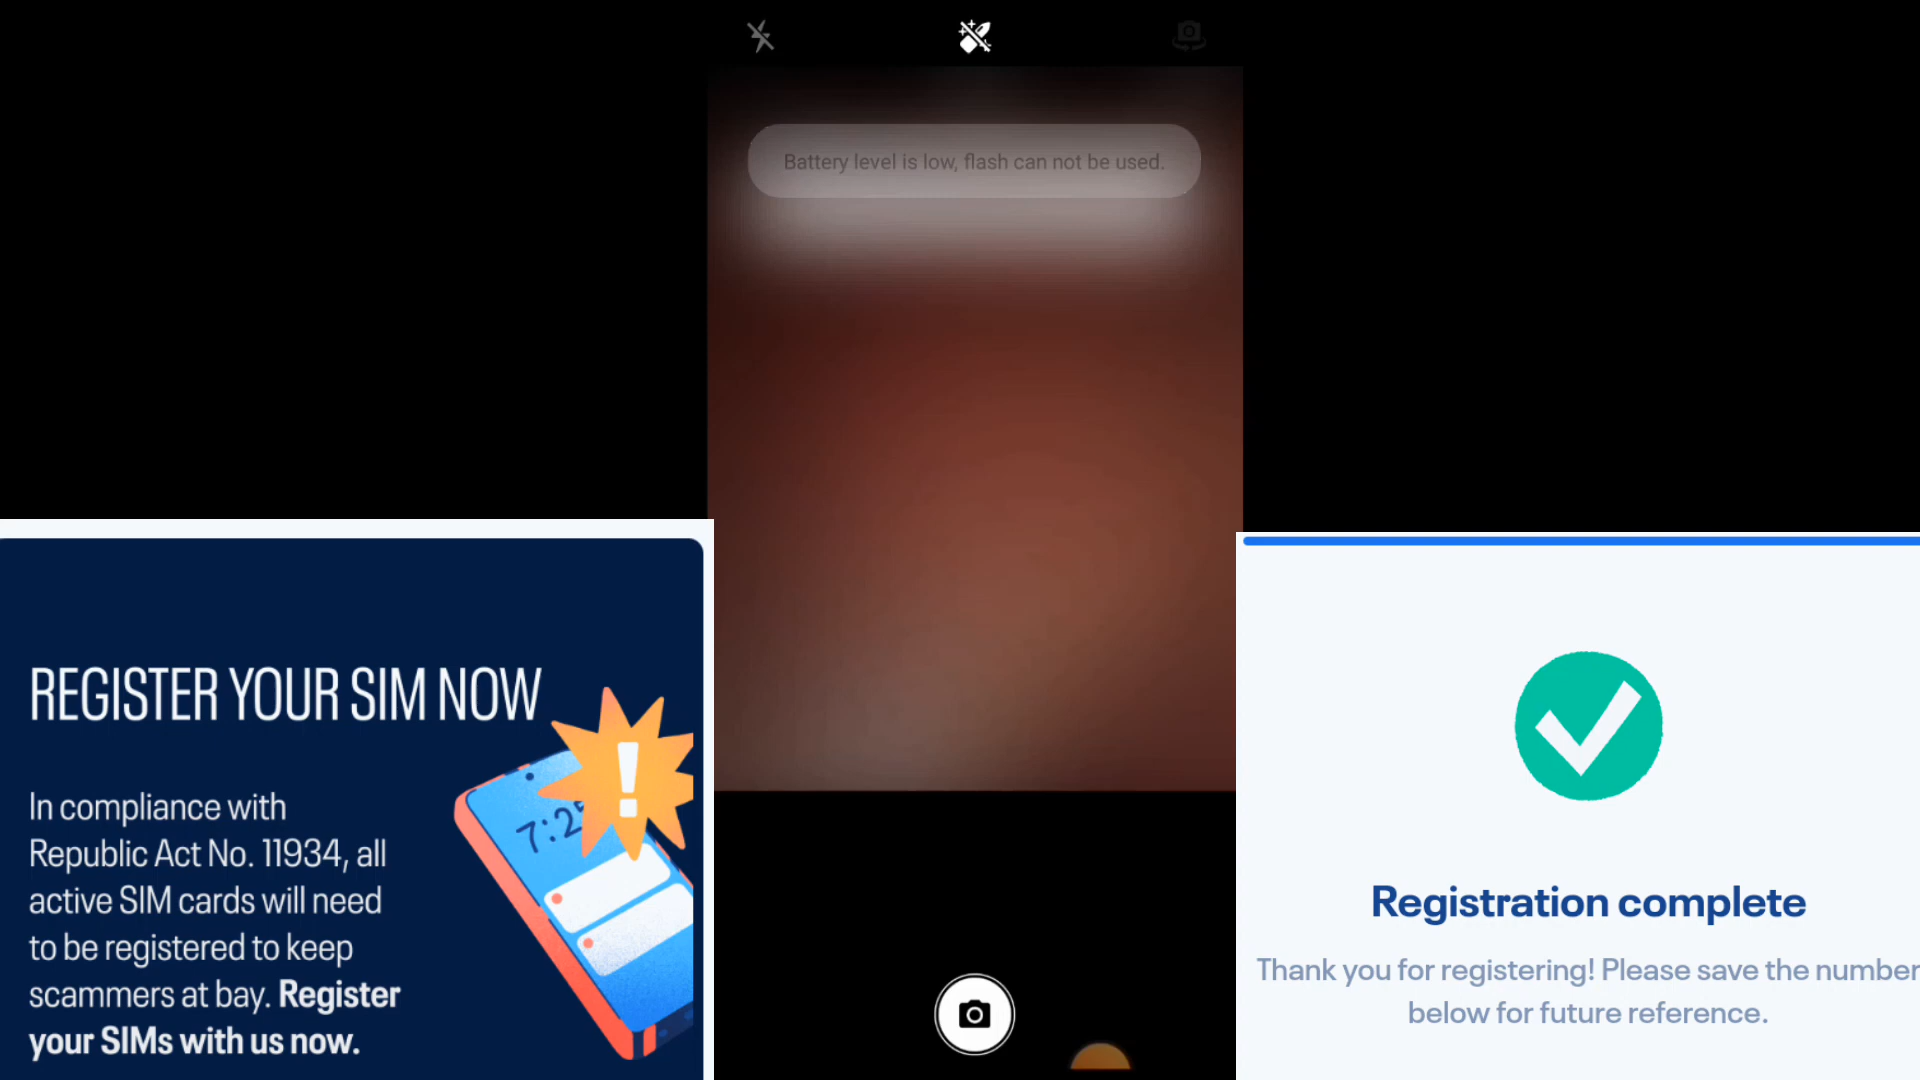 Battery level is low, flash can not be used.
REGISTER YOUR SIM NOW
In compliance with
Republic Act No. 11934, all
active SIM cards will need
to be registered to keep
scammers at bay. Register
your SIMs with us now.
7:25
Registration complete
Thank you for registering! Please save the number
below for future reference.